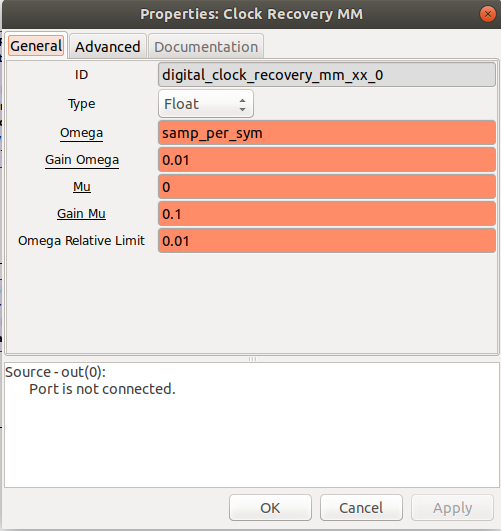 Properties: Clock Recovery MM
General Advanced Documentation
ID digital_clock_recovery_mm_xx_0
Type Float
Omega samp_per_sym
Gain Omega 0.01
Mu 0
Gain Mu 0.1
Omega Relative Limit 0.01
Source - out(0):
Port is not connected.
OK Cancel Apply